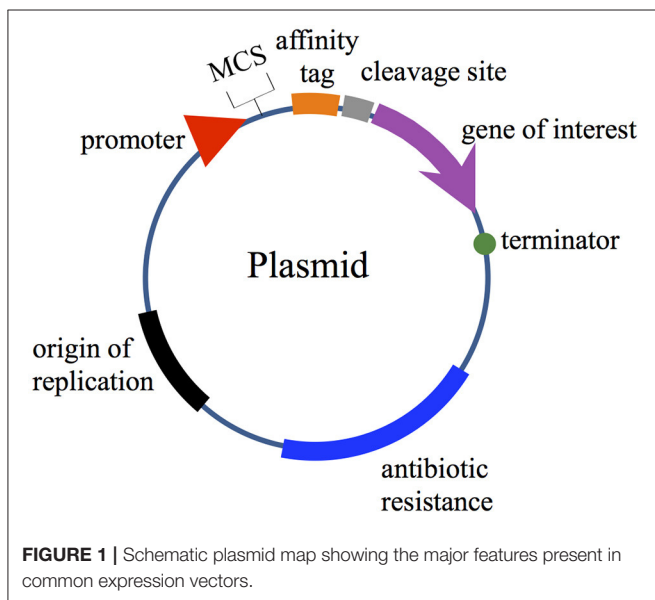 MCS
affinity
tag
cleavage site
promoter
gene of interest
terminator
Plasmid
origin of
replication
antibiotic
resistance
FIGURE 1 | Schematic plasmid map showing the major features present in
common expression vectors.